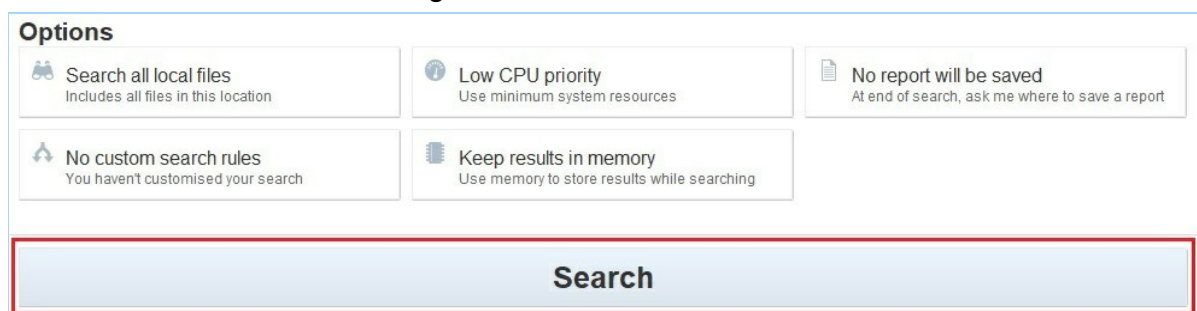 Options
Search all local files
Includes all files in this location
Low CPU priority
Use minimum system resources
No report will be saved
At end of search, ask me where to save a report
No custom search rules
You haven't customised your search
Keep results in memory
Use memory to store results while searching
Search